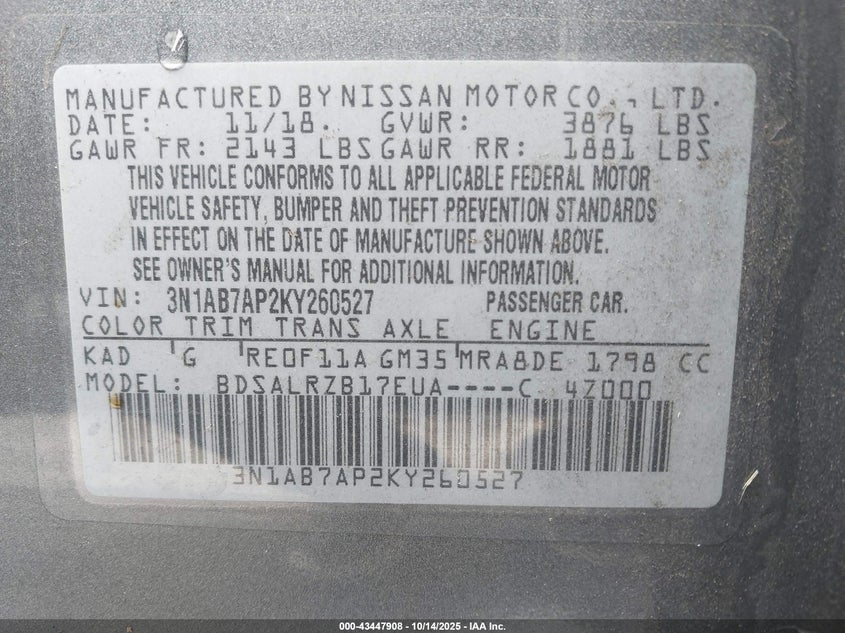 MANUFACTURED BY NISSAN MOTOR CO., LTD.
DATE: 11/18. GVWR: 3876 LBS
GAWR FR: 2143 LBS GAWR RR: 1881 LBS
THIS VEHICLE CONFORMS TO ALL APPLICABLE FEDERAL MOTOR
VEHICLE SAFETY, BUMPER AND THEFT PREVENTION STANDARDS
IN EFFECT ON THE DATE OF MANUFACTURE SHOWN ABOVE.
SEE OWNER'S MANUAL FOR ADDITIONAL INFORMATION.
VIN: 3N1AB7AP2KY260527 PASSENGER CAR.
COLOR TRIM TRANS AXLE ENGINE
KAD G RE0F11A GM35 MRA8DE 1798 CC
MODEL: BDSALRZB17EUA----C 4Z000
3N1AB7AP2KY260527
000-43447908 - 10/14/2025 - IAA Inc.